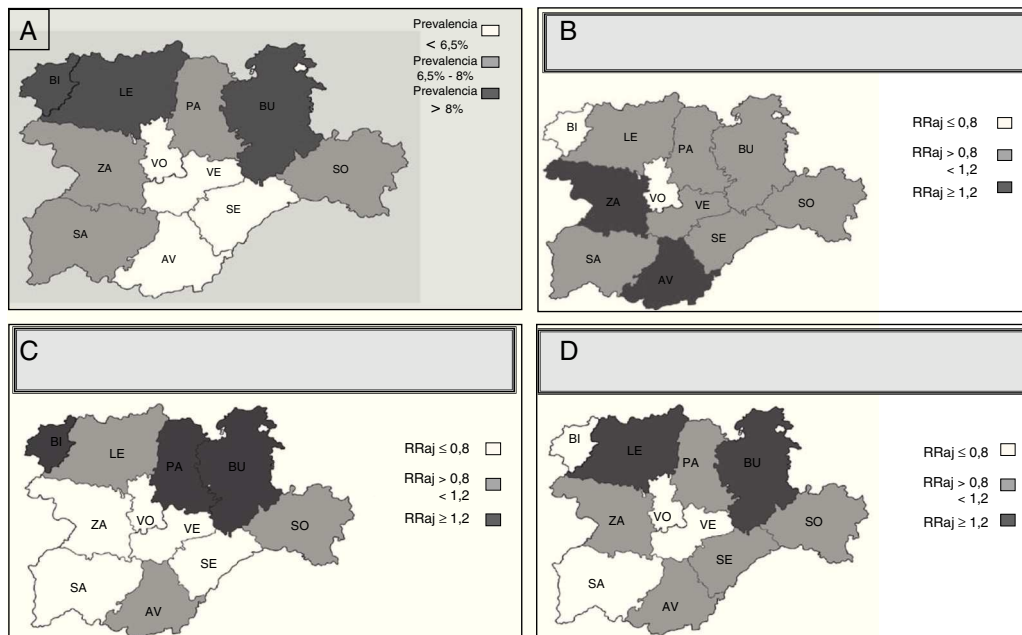 A
Prevalencia
< 6,5%
Prevalencia
6,5% - 8%
Prevalencia
> 8%
BI
LE
PA
BU
ZA
VO
VE
SO
SE
SA
AV
B
RRaj ≤ 0,8
RRaj > 0,8
< 1,2
RRaj ≥ 1,2
BI
LE
PA
BU
ZA
VO
VE
SO
SE
SA
AV
C
RRaj ≤ 0,8
RRaj > 0,8
< 1,2
RRaj ≥ 1,2
BI
LE
PA
BU
ZA
VO
VE
SO
SE
SA
AV
D
RRaj ≤ 0,8
RRaj > 0,8
< 1,2
RRaj ≥ 1,2
BI
LE
PA
BU
ZA
VO
VE
SO
SE
SA
AV